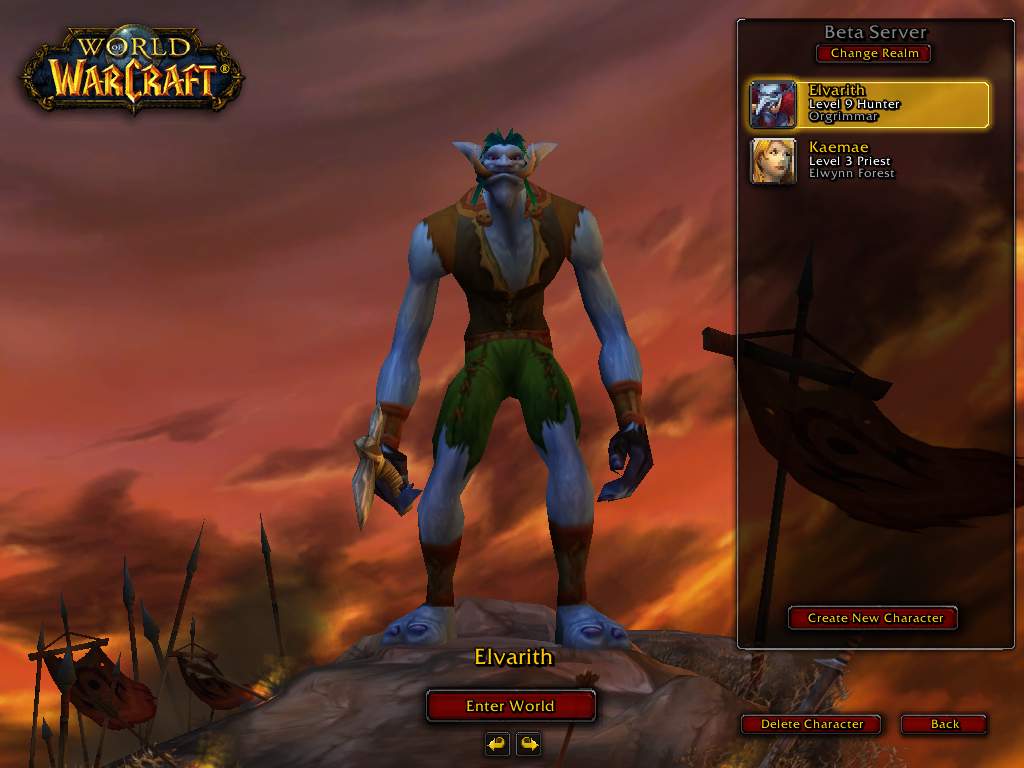 WORLD
OF
WARCRAFT®
Beta Server
Change Realm
Elvarith
Level 9 Hunter
Orgrimmar
Kaemae
Level 3 Priest
Elwynn Forest
Create New Character
Elvarith
Enter World
Delete Character
Back